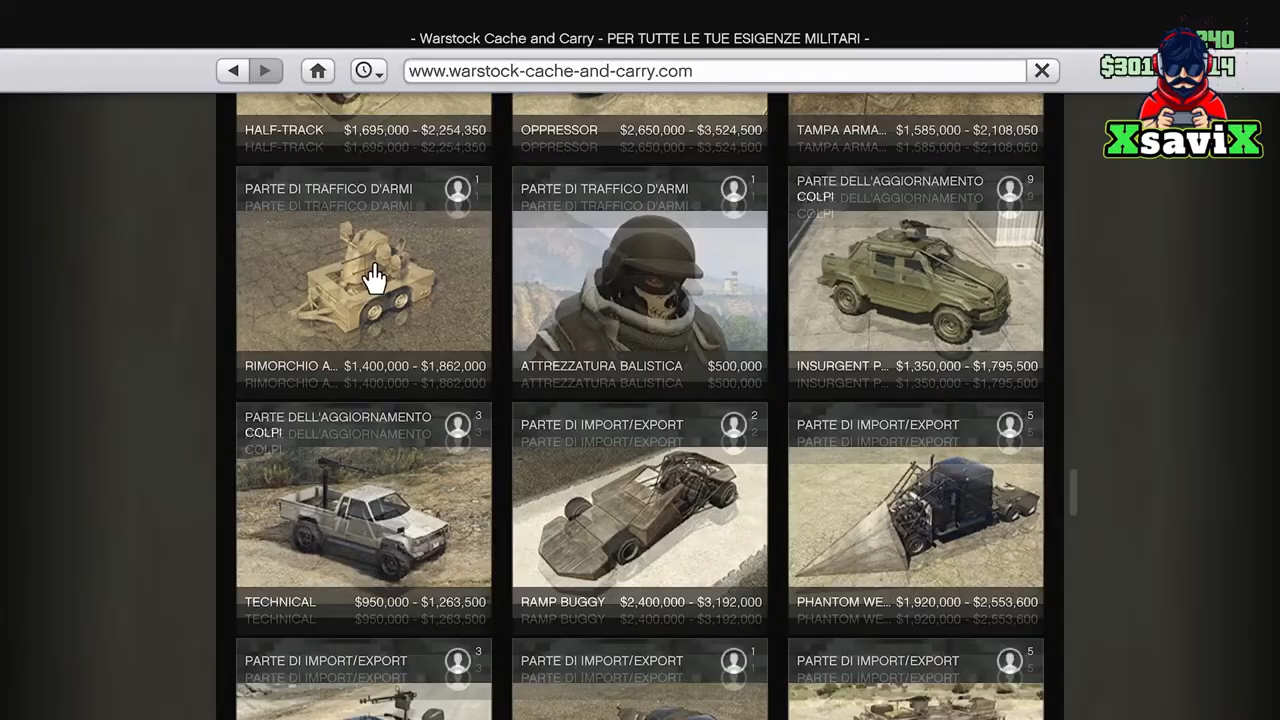 - Warstock Cache and Carry - PER TUTTE LE TUE ESIGENZE MILITARI -
www.warstock-cache-and-carry.com
XsaviX
HALF-TRACK $1,695,000 - $2,254,350
OPPRESSOR $2,650,000 - $3,524,500
TAMPA ARMA... $1,585,000 - $2,108,050
PARTE DI TRAFFICO D'ARMI 1
PARTE DI TRAFFICO D'ARMI 1
PARTE DELL'AGGIORNAMENTO 9
COLPI
RIMORCHIO A... $1,400,000 - $1,862,000
ATTREZZATURA BALISTICA $500,000
INSURGENT P... $1,350,000 - $1,795,500
PARTE DELL'AGGIORNAMENTO 3
COLPI
PARTE DI IMPORT/EXPORT 2
PARTE DI IMPORT/EXPORT 5
TECHNICAL $950,000 - $1,263,500
RAMP BUGGY $2,400,000 - $3,192,000
PHANTOM WE... $1,920,000 - $2,553,600
PARTE DI IMPORT/EXPORT 3
PARTE DI IMPORT/EXPORT 1
PARTE DI IMPORT/EXPORT 5